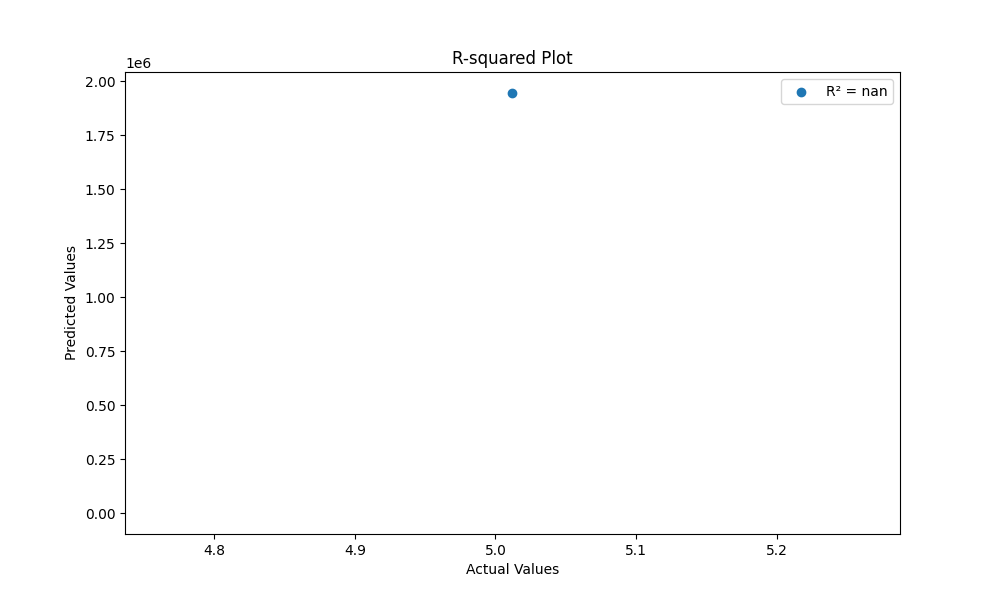 R-squared Plot
1e6
R² = nan
2.00
1.75
1.50
1.25
1.00
0.75
0.50
0.25
0.00
Predicted Values
4.8 4.9 5.0 5.1 5.2
Actual Values